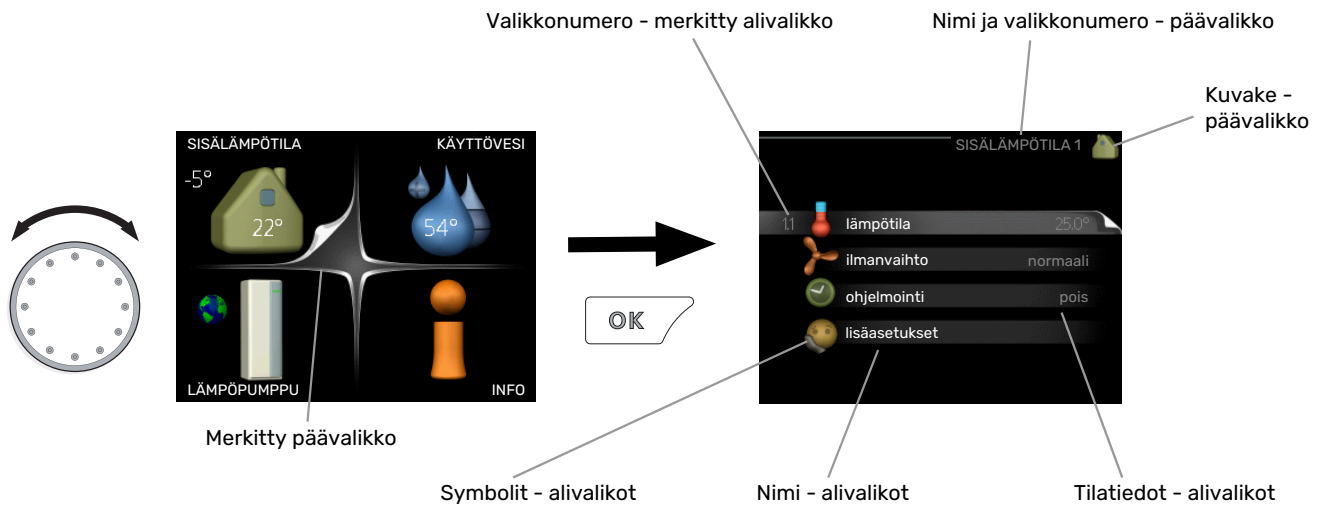 Valikkonumero - merkitty alivalikko
Nimi ja valikkonumero - päävalikko
Kuvake -
päävalikko
SISÄLÄMPÖTILA
KÄYTTÖVESI
-5°
22°
54°
LÄMPÖPUMPPU
INFO
OK
SISÄLÄMPÖTILA 1
1.1 lämpötila 25.0°
ilmanvaihto normaali
ohjelmointi pois
lisäasetukset
Merkitty päävalikko
Symbolit - alivalikot
Nimi - alivalikot
Tilatiedot - alivalikot